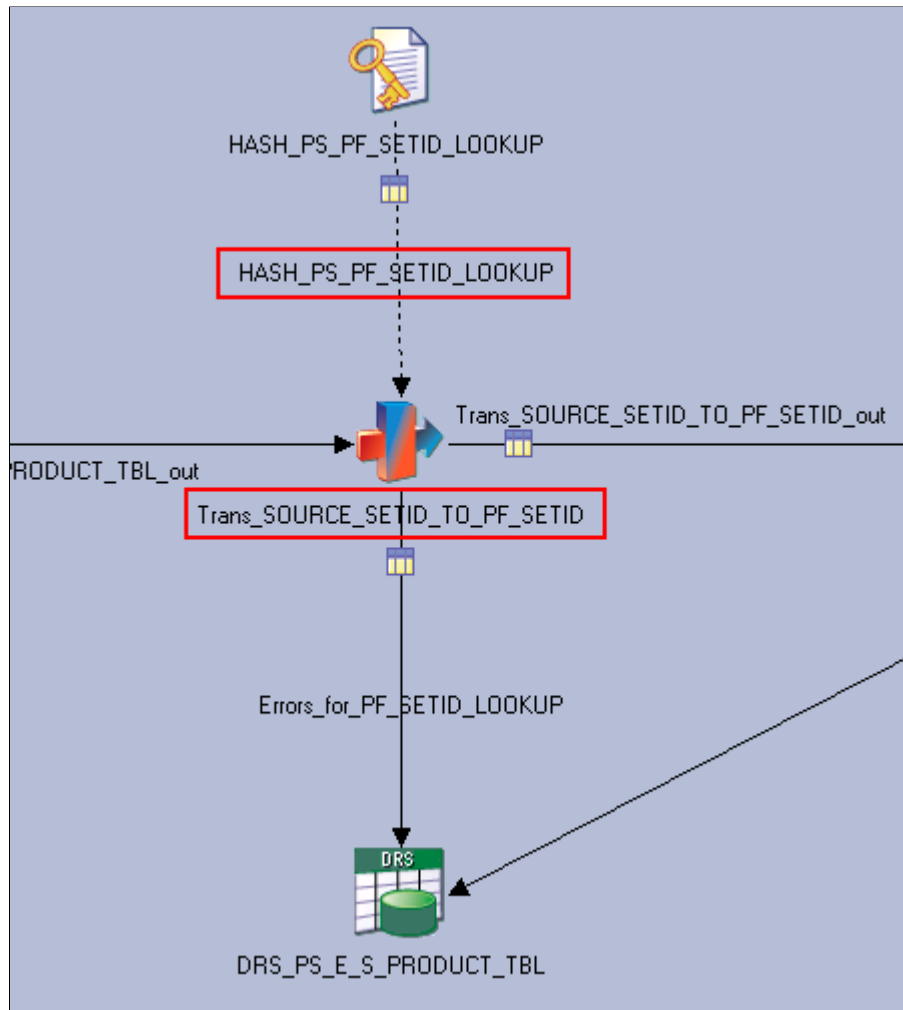 HASH_PS_PF_SETID_LOOKUP
HASH_PS_PF_SETID_LOOKUP
Trans_SOURCE_SETID_TO_PF_SETID_out
PRODUCT_TBL_out
Trans_SOURCE_SETID_TO_PF_SETID
Errors_for_PF_SETID_LOOKUP
DRS
DRS_PS_E_S_PRODUCT_TBL